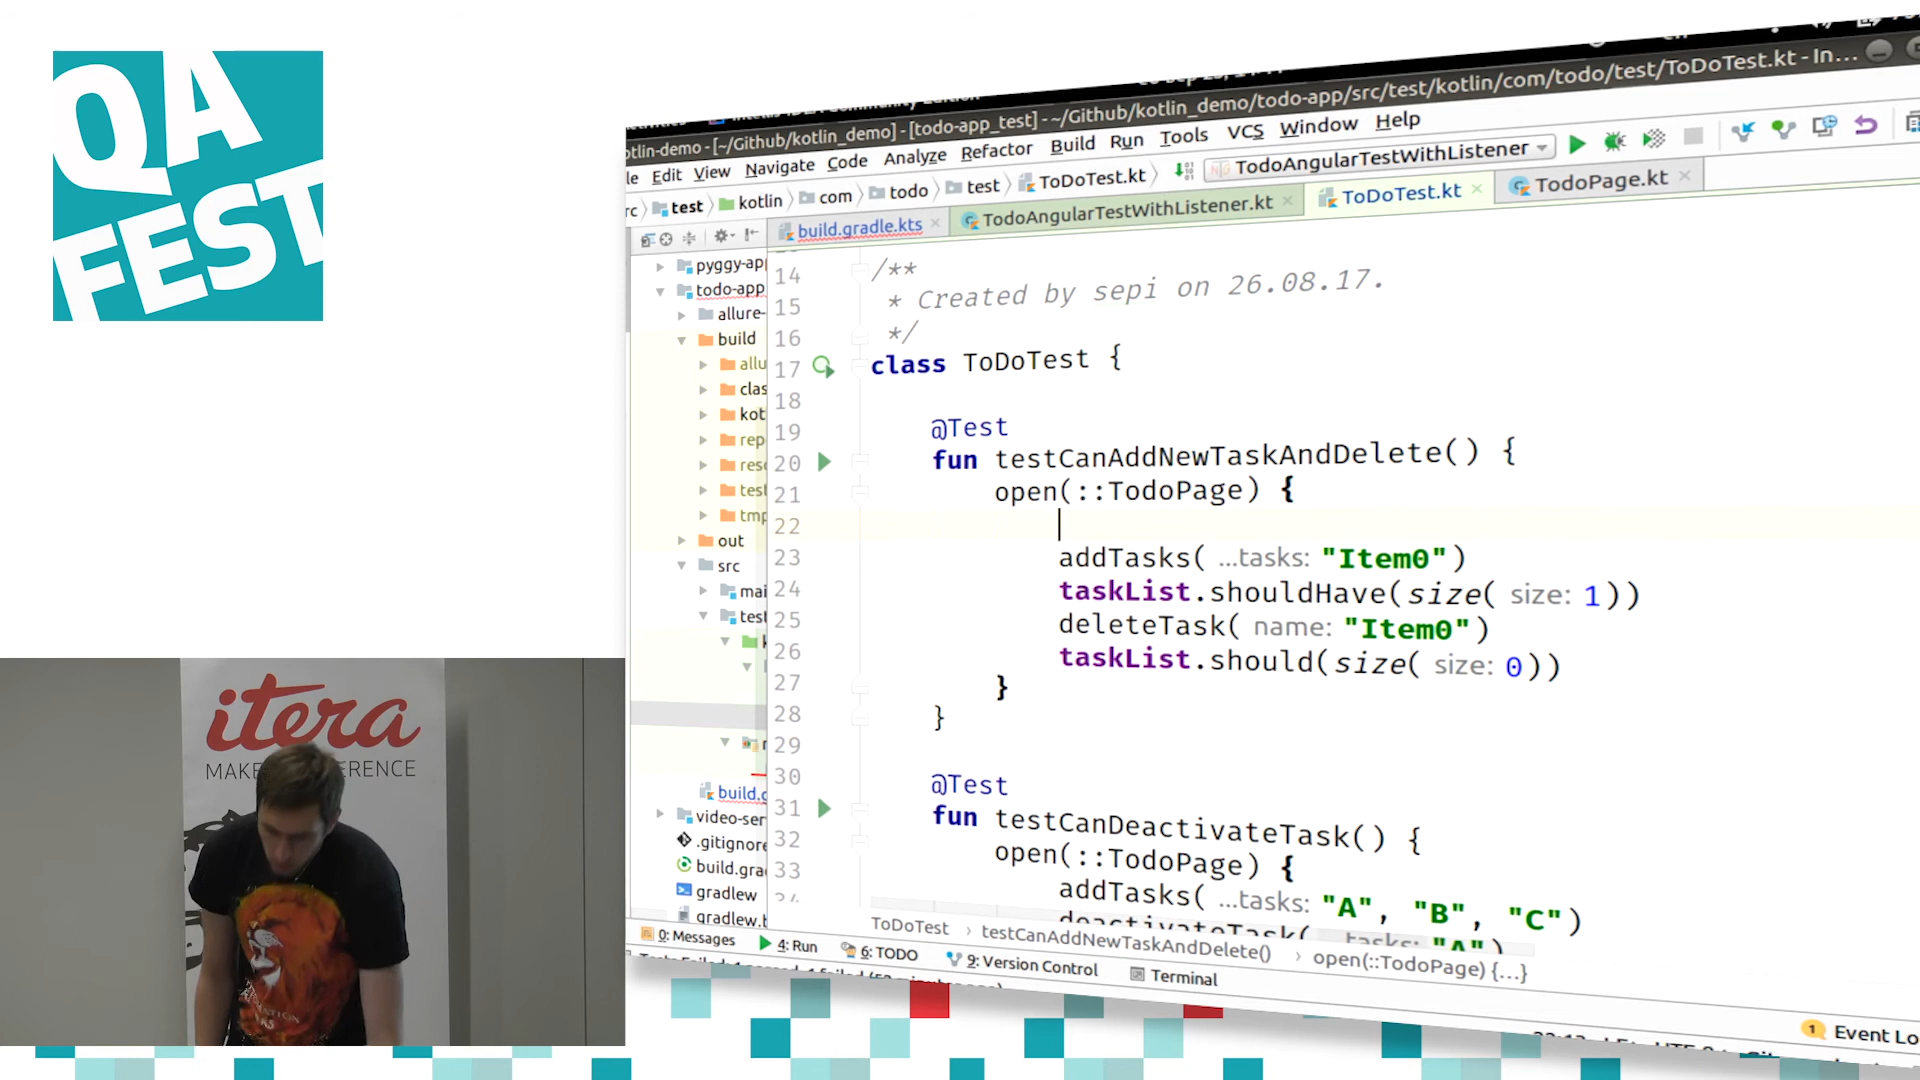 QA
FEST
itera
kotlin-demo - [~/Github/kotlin_demo] - [todo-app_test] - ~/Github/kotlin_demo/todo-app/src/test/kotlin/com/todo/test/ToDoTest.kt - In...
Edit View Navigate Code Analyze Refactor Build Run Tools VCS Window Help
test kotlin com todo test ToDoTest.kt TodoAngularTestWithListener
build.gradle.kts TodoAngularTestWithListener.kt ToDoTest.kt TodoPage.kt
pyggy-app
todo-app
allure-
build
allu
clas
kot
rep
reso
test
tmp
out
src
mai
test
build.g
video-ser
.gitignore
build.gra
gradlew
gradlew.b
14 /**
15 * Created by sepi on 26.08.17.
16 */
17 class ToDoTest {
18
19 @Test
20 fun testCanAddNewTaskAndDelete() {
21 open(::TodoPage) {
22
23 addTasks( ...tasks: "Item0")
24 taskList.shouldHave(size( size: 1))
25 deleteTask( name: "Item0")
26 taskList.should(size( size: 0))
27 }
28 }
29
30 @Test
31 fun testCanDeactivateTask() {
32 open(::TodoPage) {
33 addTasks( ...tasks: "A", "B", "C")
ToDoTest › testCanAddNewTaskAndDelete() › open(::TodoPage) {...}
0: Messages 4: Run 6: TODO 9: Version Control Terminal
1 Event Lo